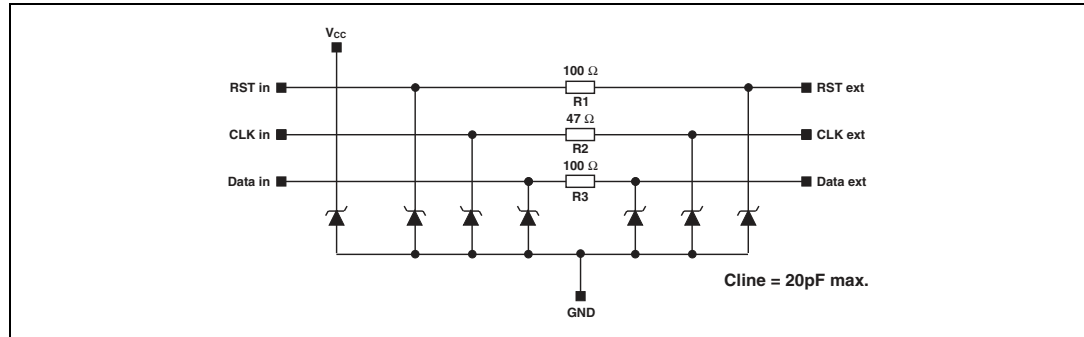 Vcc
100 Ω
RST in
RST ext
R1
47 Ω
CLK in
CLK ext
R2
100 Ω
Data in
Data ext
R3
Cline = 20pF max.
GND